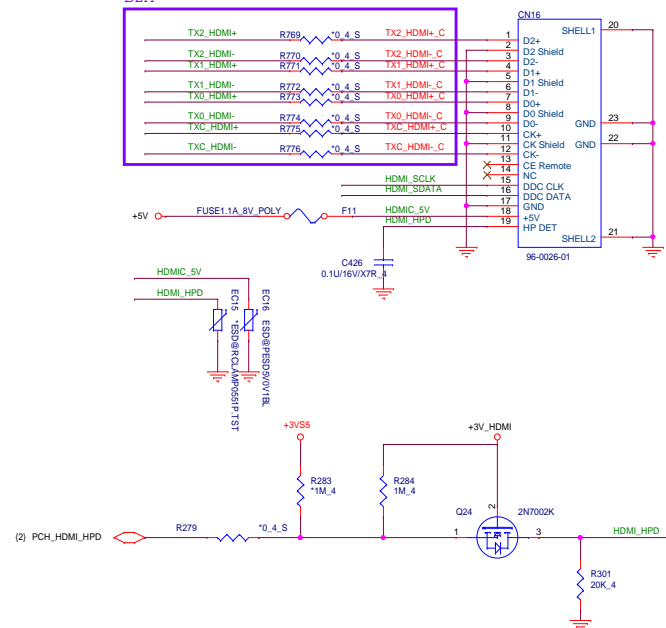 CN16
SHELL1 20
TX2_HDMI+ R769 *0_4_S TX2_HDMI+_C 1 D2+
2 D2 Shield
TX2_HDMI- R770 *0_4_S TX2_HDMI-_C 3 D2-
TX1_HDMI+ R771 *0_4_S TX1_HDMI+_C 4 D1+
5 D1 Shield
TX1_HDMI- R772 *0_4_S TX1_HDMI-_C 6 D1-
TX0_HDMI+ R773 *0_4_S TX0_HDMI+_C 7 D0+
8 D0 Shield
TX0_HDMI- R774 *0_4_S TX0_HDMI-_C 9 D0- GND 23
TXC_HDMI+ R775 *0_4_S TXC_HDMI+_C 10 CK+
11 CK Shield GND 22
TXC_HDMI- R776 *0_4_S TXC_HDMI-_C 12 CK-
13 CE Remote
14 NC
HDMI_SCLK 15 DDC CLK
HDMI_SDATA 16 DDC DATA
17 GND
+5V FUSE1.1A_8V_POLY F11 HDMIC_5V 18 +5V
HDMI_HPD 19 HP DET
SHELL2 21
96-0026-01
C426
0.1U/16V/X7R_4
HDMIC_5V
HDMI_HPD
EC15 *ESD@RCLAMP0551P.TST
EC16 ESD@PESD5V0V1BL
+3VS5
+3V_HDMI
R283
*1M_4
R284
1M_4
Q24 2 2N7002K
{2} PCH_HDMI_HPD R279 *0_4_S 1 3 HDMI_HPD
R301
20K_4